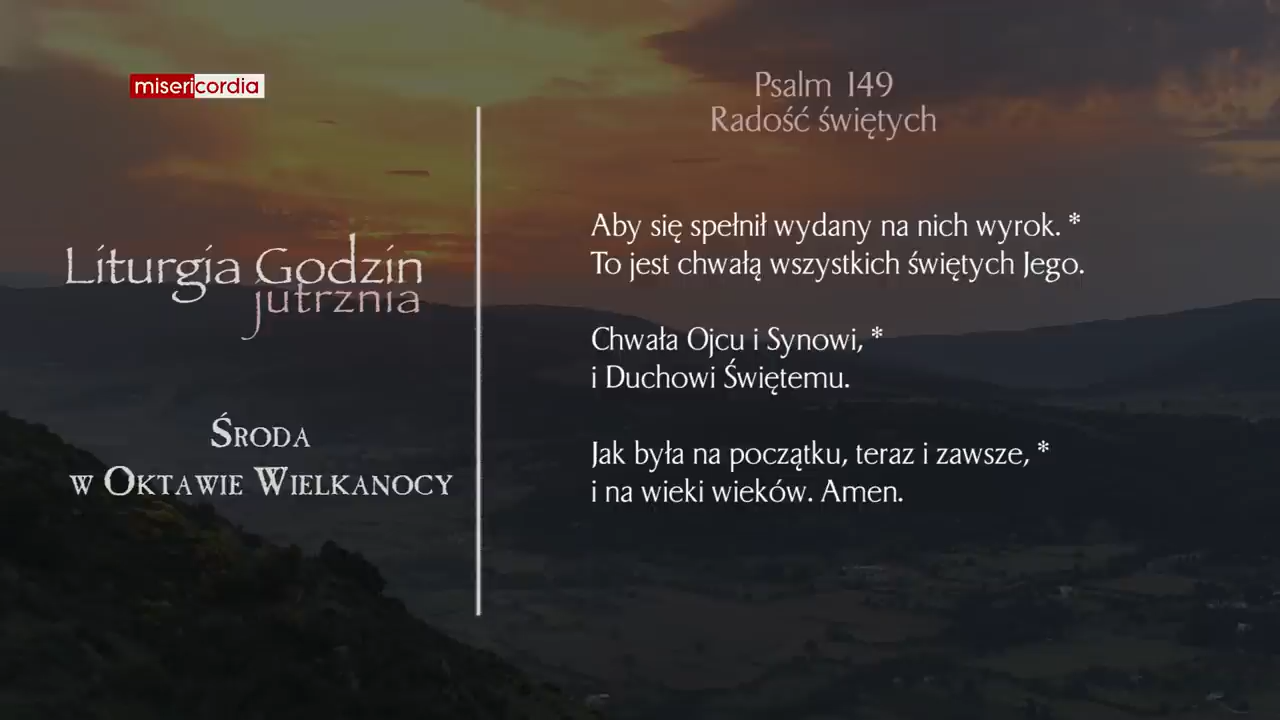 misericordia
Liturgia Godzin
jutrznia
Środa
w Oktawie Wielkanocy
Psalm 149
Radość świętych
Aby się spełnił wydany na nich wyrok. *
To jest chwałą wszystkich świętych Jego.
Chwała Ojcu i Synowi, *
i Duchowi Świętemu.
Jak była na początku, teraz i zawsze, *
i na wieki wieków. Amen.